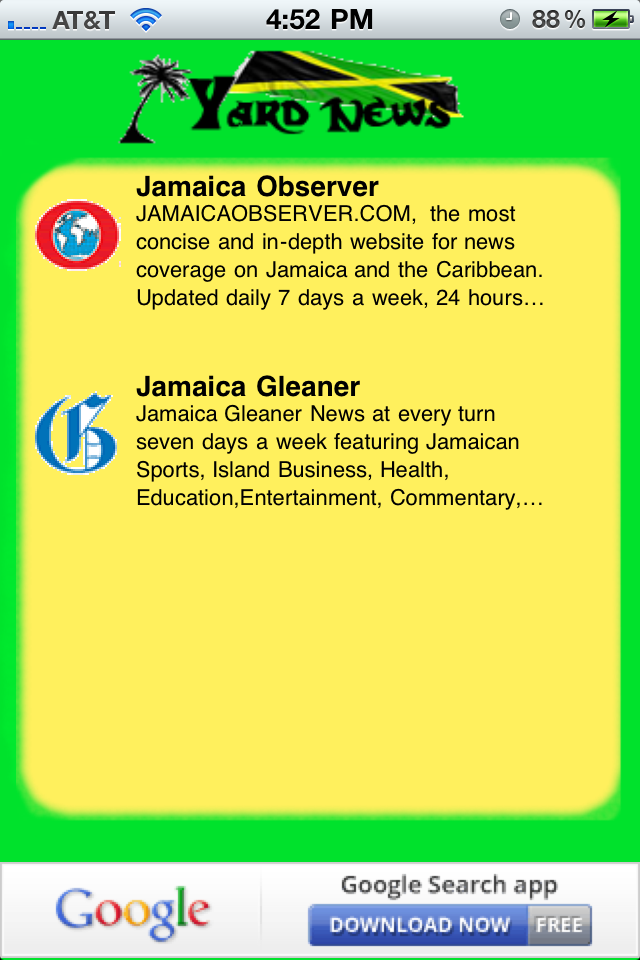 AT&T 4:52 PM 88%
Yard News
Jamaica Observer
JAMAICAOBSERVER.COM, the most
concise and in-depth website for news
coverage on Jamaica and the Caribbean.
Updated daily 7 days a week, 24 hours…
Jamaica Gleaner
Jamaica Gleaner News at every turn
seven days a week featuring Jamaican
Sports, Island Business, Health,
Education,Entertainment, Commentary,…
Google
Google Search app
DOWNLOAD NOW FREE